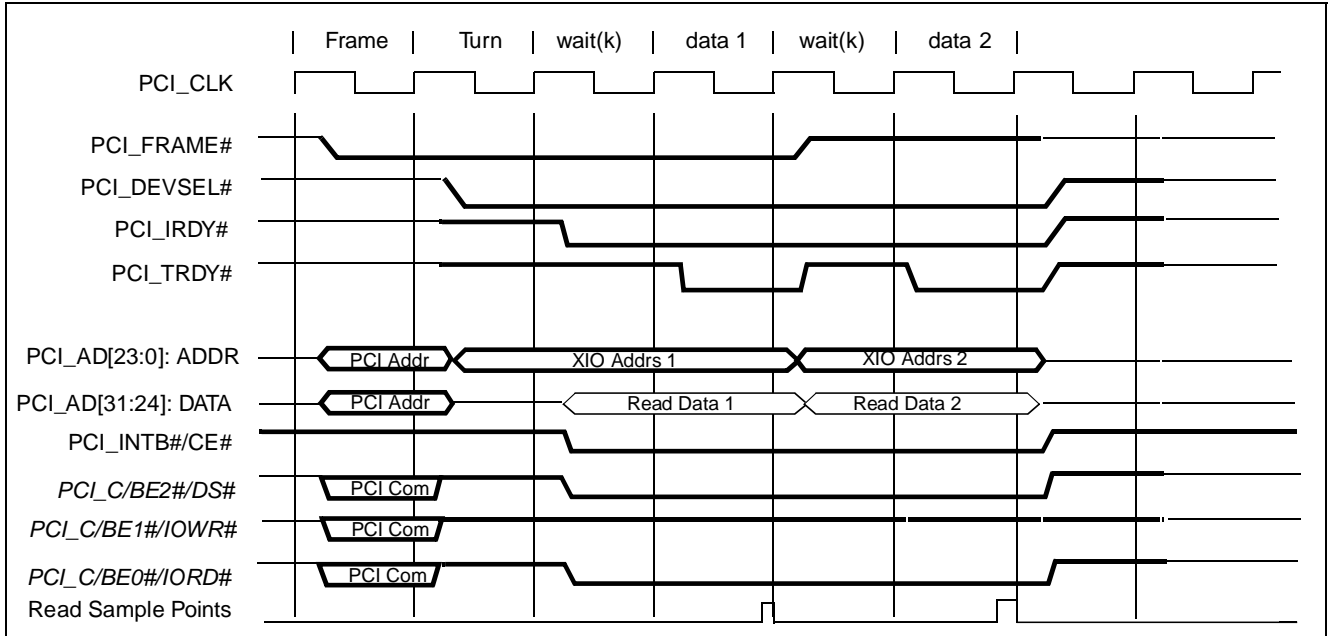 Frame Turn wait(k) data 1 wait(k) data 2
PCI_CLK
PCI_FRAME#
PCI_DEVSEL#
PCI_IRDY#
PCI_TRDY#
PCI_AD[23:0]: ADDR PCI Addr XIO Addrs 1 XIO Addrs 2
PCI_AD[31:24]: DATA PCI Addr Read Data 1 Read Data 2
PCI_INTB#/CE#
PCI_C/BE2#/DS# PCI Com
PCI_C/BE1#/IOWR# PCI Com
PCI_C/BE0#/IORD# PCI Com
Read Sample Points